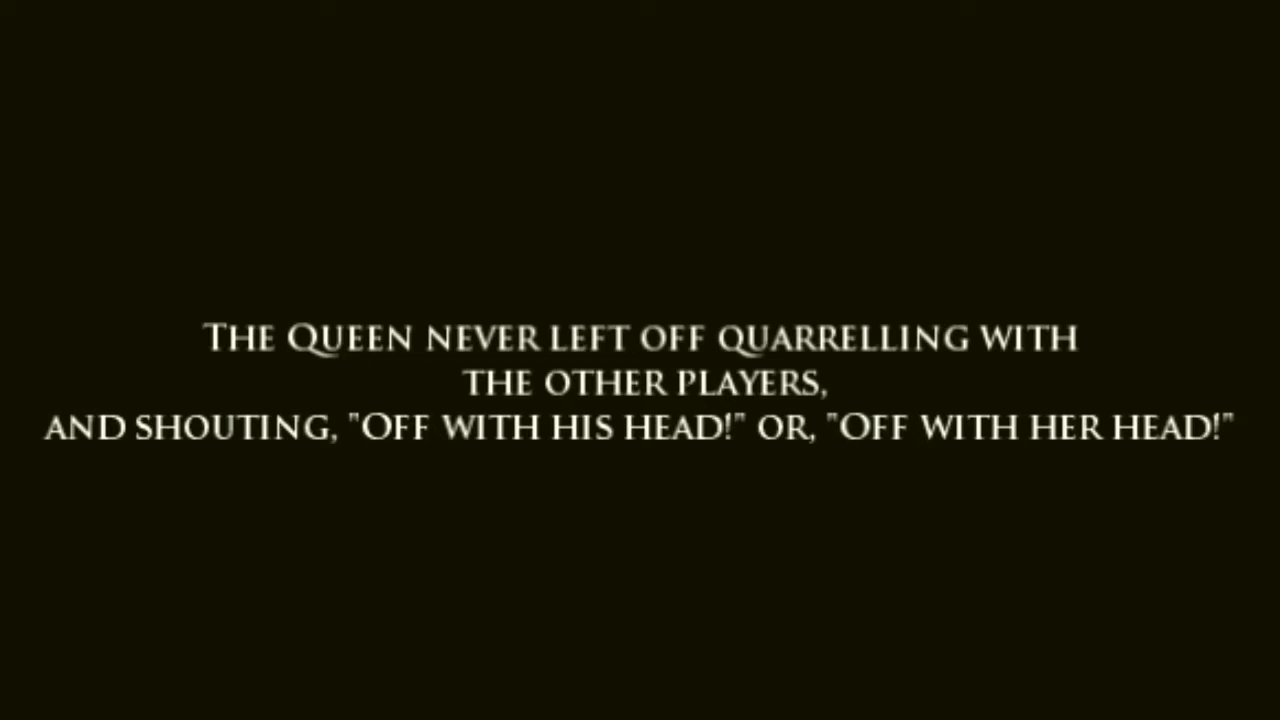 The Queen never left off quarrelling with
the other players,
and shouting, "Off with his head!" or, "Off with her head!"